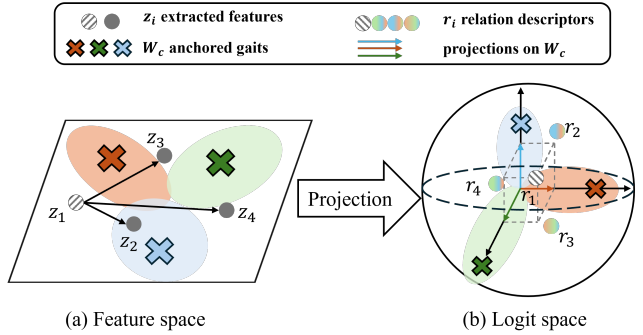 z_i extracted features
r_i relation descriptors
W_c anchored gaits
projections on W_c
z_3
z_1
z_4
z_2
Projection
r_2
r_4
r_1
r_3
(a) Feature space
(b) Logit space